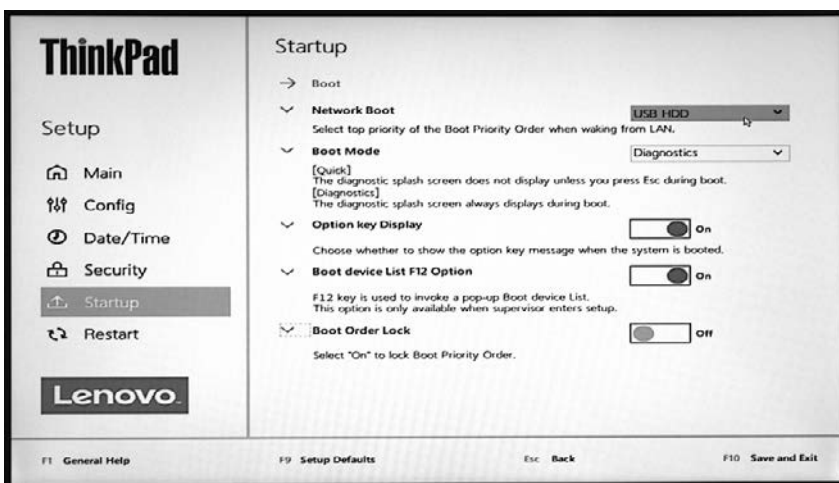 ThinkPad
Setup
Main
Config
Date/Time
Security
Startup
Restart
Lenovo.
Startup
Boot
Network Boot
USB HDD
Select top priority of the Boot Priority Order when waking from LAN.
Boot Mode
Diagnostics
[Quick]
The diagnostic splash screen does not display unless you press Esc during boot.
[Diagnostics]
The diagnostic splash screen always displays during boot.
Option key Display
On
Choose whether to show the option key message when the system is booted.
Boot device List F12 Option
On
F12 key is used to invoke a pop-up Boot device List.
This option is only available when supervisor enters setup.
Boot Order Lock
Off
Select "On" to lock Boot Priority Order.
F1 General Help
F9 Setup Defaults
Esc Back
F10 Save and Exit